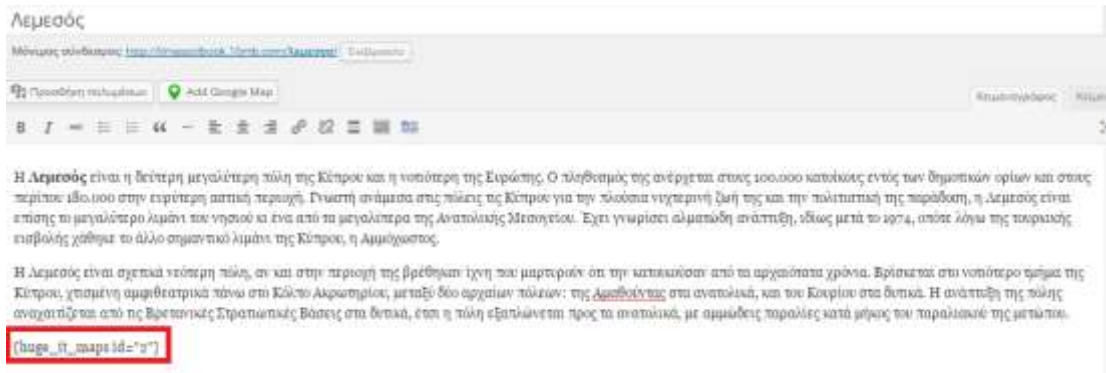 Λεμεσός
Μόνιμος σύνδεσμος:
Προσθήκη πολυμέσων Add Google Map
Κειμενογράφος
B I “ −
Η Λεμεσός είναι η δεύτερη μεγαλύτερη πόλη της Κύπρου και η νοτιότερη της Ευρώπης. Ο πληθυσμός της ανέρχεται στους 100.000 κατοίκους εντός των δημοτικών ορίων και στους
περίπου 180.000 στην ευρύτερη αστική περιοχή. Γνωστή ανάμεσα στις πόλεις τις Κύπρου για την πλούσια νυχτερινή ζωή της και την πολιτιστική της παράδοση, η Λεμεσός είναι
επίσης το μεγαλύτερο λιμάνι του νησιού κι ένα από τα μεγαλύτερα της Ανατολικής Μεσογείου. Έχει γνωρίσει αλματώδη ανάπτυξη, ιδίως μετά το 1974, οπότε λόγω της τουρκικής
εισβολής χάθηκε το άλλο σημαντικό λιμάνι της Κύπρου, η Αμμόχωστος.
Η Λεμεσός είναι σχετικά νεότερη πόλη, αν και στην περιοχή της βρέθηκαν ίχνη που μαρτυρούν ότι την κατοικούσαν από τα αρχαιότατα χρόνια. Βρίσκεται στο νοτιότερο τμήμα της
Κύπρου, χτισμένη αμφιθεατρικά πάνω στο Κόλπο Ακρωτηρίου, μεταξύ δύο αρχαίων πόλεων: της Αμαθούντας στα ανατολικά, και του Κουρίου στα δυτικά. Η ανάπτυξη της πόλης
αναχαιτίζεται από τις Βρετανικές Στρατιωτικές Βάσεις στα δυτικά, έτσι η πόλη εξαπλώνεται προς τα ανατολικά, με αμμώδεις παραλίες κατά μήκος του παραλιακού της μετώπου.
[huge_it_maps id="3"]